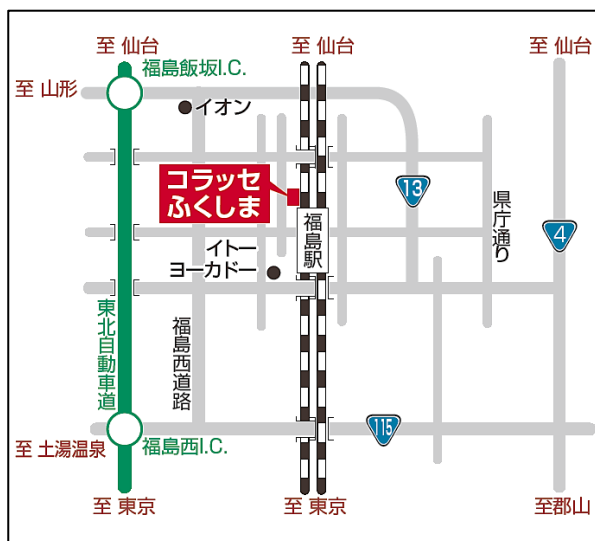 至 仙台
至 仙台
至 仙台
福島飯坂I.C.
至 山形
イオン
コラッセ
ふくしま
13
県庁通り
4
福島駅
イトー
ヨーカドー
東北自動車道
福島西道路
115
至 土湯温泉
福島西I.C.
至 東京
至 東京
至郡山